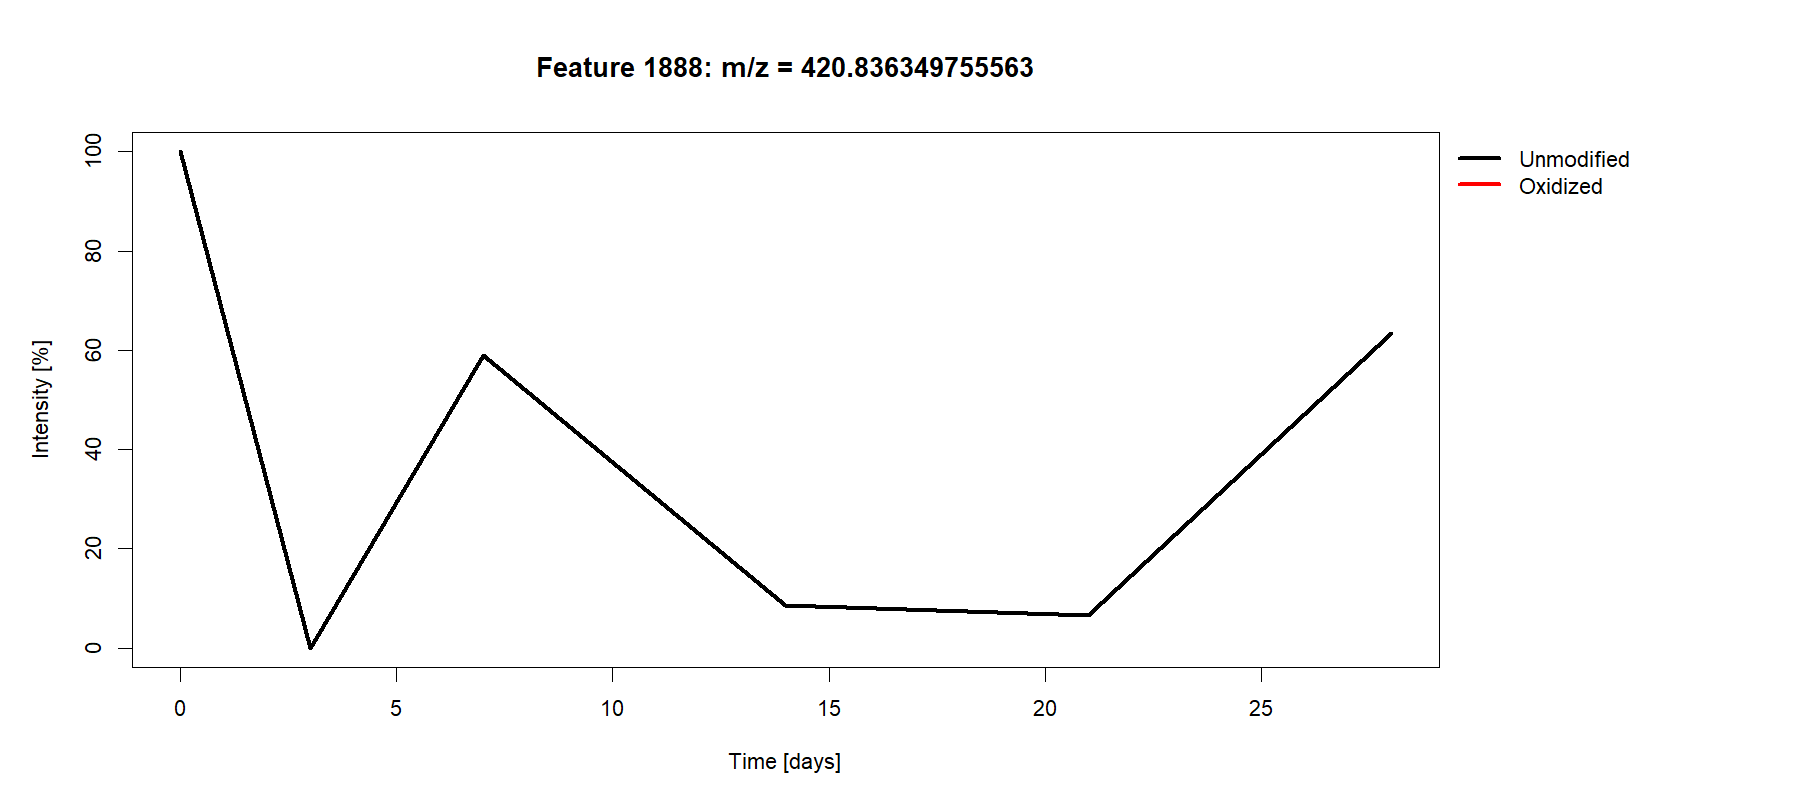 Feature 1888: m/z = 420.836349755563
Unmodified
Oxidized
Intensity [%]
100
80
60
40
20
0
0 5 10 15 20 25
Time [days]